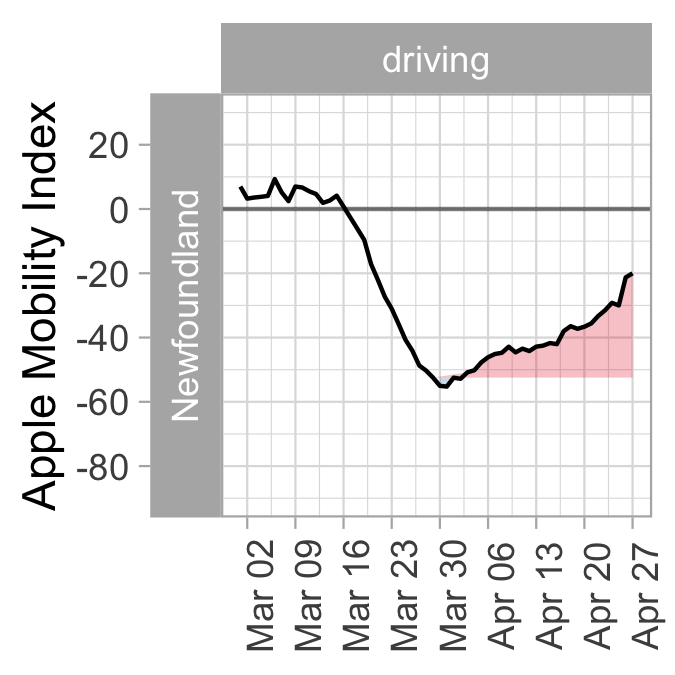 driving
Apple Mobility Index
Newfoundland
20
0
-20
-40
-60
-80
Mar 02
Mar 09
Mar 16
Mar 23
Mar 30
Apr 06
Apr 13
Apr 20
Apr 27